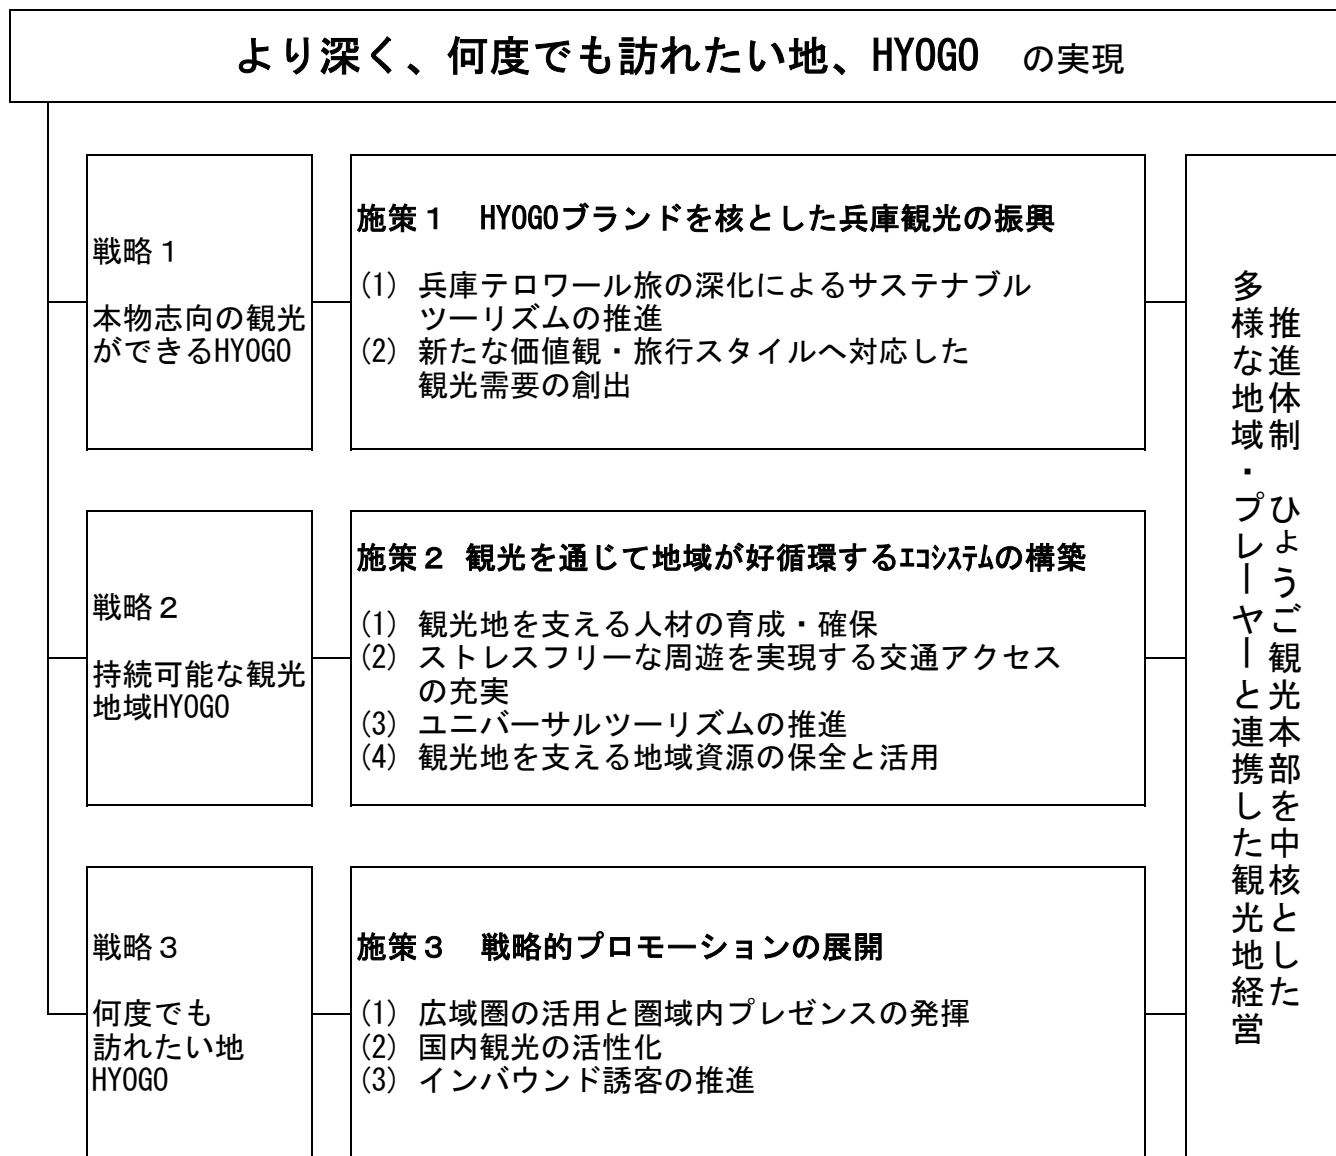 より深く、何度でも訪れたい地、HYOGO　の実現
戦略１
本物志向の観光
ができるHYOGO
施策１　HYOGOブランドを核とした兵庫観光の振興
(1) 兵庫テロワール旅の深化によるサステナブル
ツーリズムの推進
(2) 新たな価値観・旅行スタイルへ対応した
観光需要の創出
戦略２
持続可能な観光
地域HYOGO
施策２ 観光を通じて地域が好循環するｴｺｼｽﾃﾑの構築
(1) 観光地を支える人材の育成・確保
(2) ストレスフリーな周遊を実現する交通アクセス
の充実
(3) ユニバーサルツーリズムの推進
(4) 観光地を支える地域資源の保全と活用
戦略３
何度でも
訪れたい地
HYOGO
施策３　戦略的プロモーションの展開
(1) 広域圏の活用と圏域内プレゼンスの発揮
(2) 国内観光の活性化
(3) インバウンド誘客の推進
推進体制　ひょうご観光本部を中核とした
多様な地域・プレーヤーと連携した観光地経営